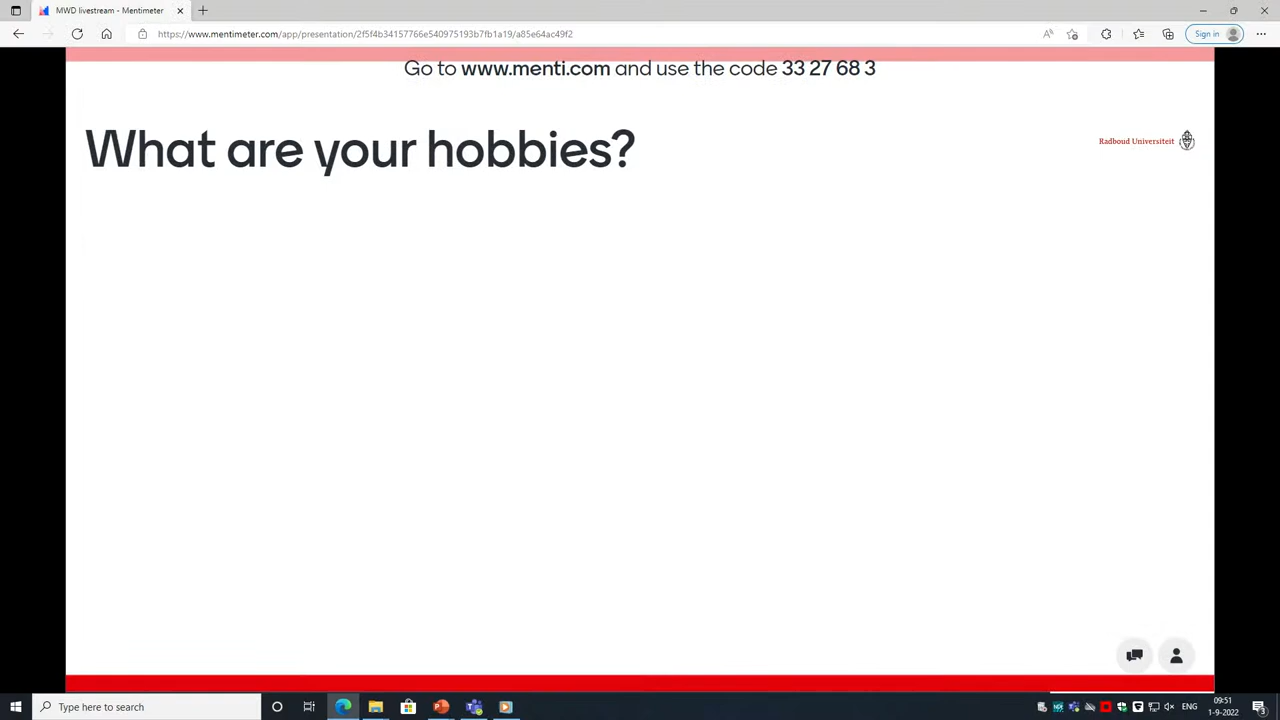 MWD livestream - Mentimeter
https://www.mentimeter.com/app/presentation/2f5f4b34157766e540975193b7fb1a19/a85e64ac49f2
Sign in
Go to www.menti.com and use the code 33 27 68 3
What are your hobbies?
Radboud Universiteit
Type here to search
ENG
09:51
1-9-2022